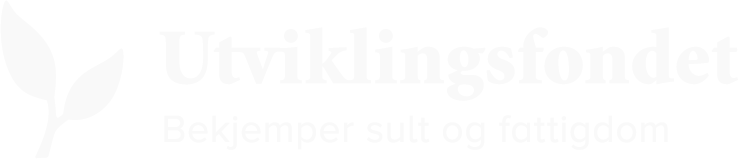 Utviklingsfondet
Bekjemper sult og fattigdom